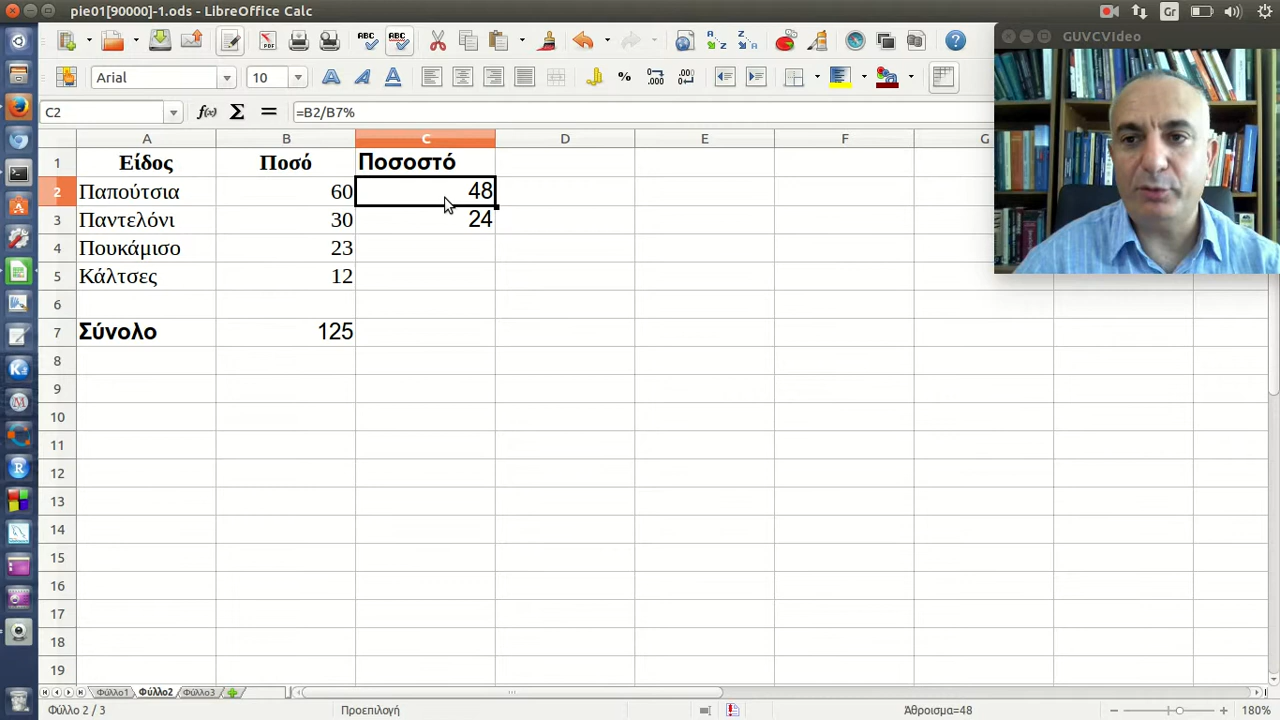 pie01[90000]-1.ods - LibreOffice Calc
Gr
GUVCVIdeo
Arial
10
C2
=B2/B7%
A B C D E F G
1 Είδος Ποσό Ποσοστό
2 Παπούτσια 60 48
3 Παντελόνι 30 24
4 Πουκάμισο 23
5 Κάλτσες 12
6
7 Σύνολο 125
8
9
10
11
12
13
14
15
16
17
18
19
Φύλλο1 Φύλλο2 Φύλλο3
Φύλλο 2 / 3 Προεπιλογή Άθροισμα=48 180%